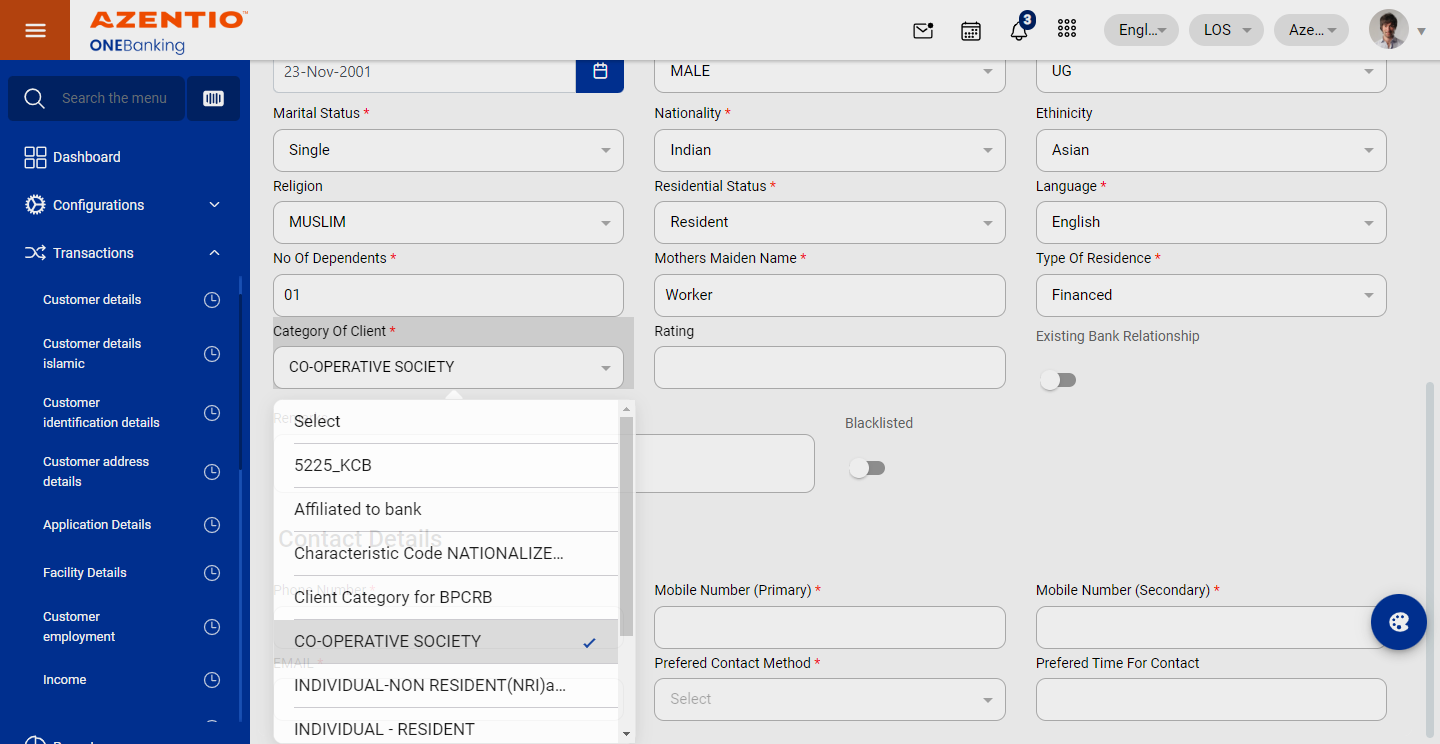 AZENTIO™
ONEBanking
3
Engl...
LOS
Aze...
Search the menu
Dashboard
Configurations
Transactions
Customer details
Customer details
islamic
Customer
identification details
Customer address
details
Application Details
Facility Details
Customer
employment
Income
23-Nov-2001
MALE
UG
Marital Status *
Nationality *
Ethinicity
Single
Indian
Asian
Religion
Residential Status *
Language *
MUSLIM
Resident
English
No Of Dependents *
Mothers Maiden Name *
Type Of Residence *
01
Worker
Financed
Category Of Client *
Rating
Existing Bank Relationship
CO-OPERATIVE SOCIETY
Select
5225_KCB
Affiliated to bank
Characteristic Code NATIONALIZE...
Client Category for BPCRB
CO-OPERATIVE SOCIETY
INDIVIDUAL-NON RESIDENT(NRI)a...
INDIVIDUAL - RESIDENT
Blacklisted
Contact Details
Phone Number *
Mobile Number (Primary) *
Mobile Number (Secondary) *
EMAIL *
Prefered Contact Method *
Prefered Time For Contact
Select